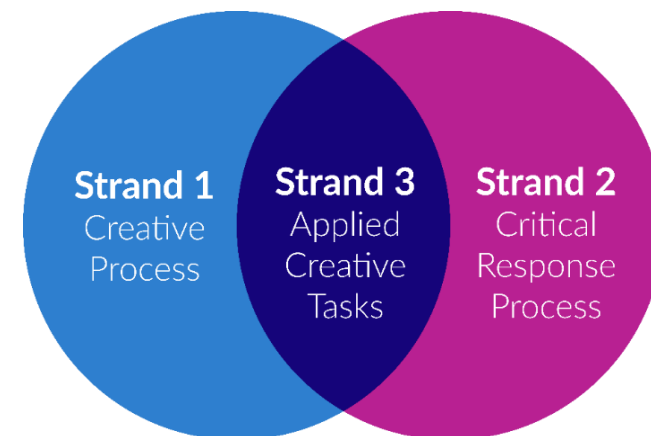 Strand 1
Creative
Process
Strand 3
Applied
Creative
Tasks
Strand 2
Critical
Response
Process